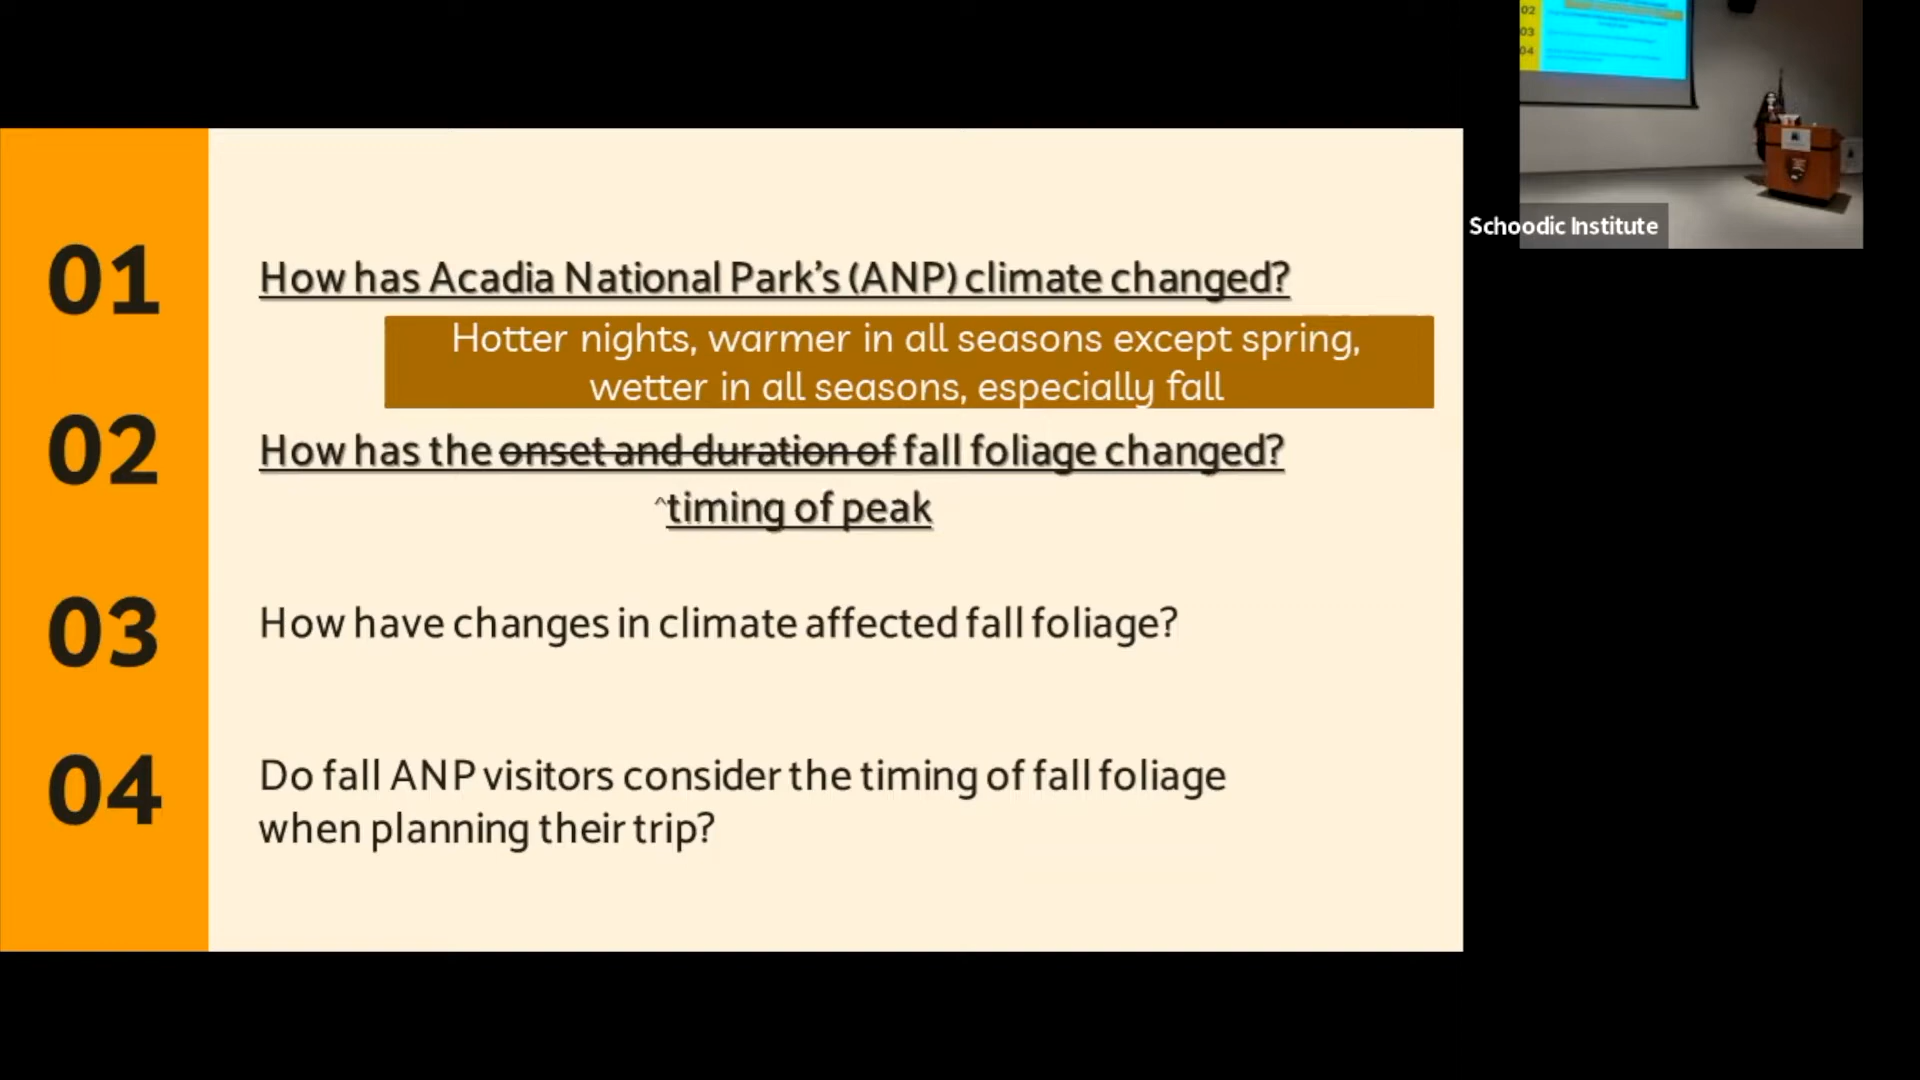 01
How has Acadia National Park's (ANP) climate changed?
Hotter nights, warmer in all seasons except spring,
wetter in all seasons, especially fall
02
How has the onset and duration of fall foliage changed?
^timing of peak
03
How have changes in climate affected fall foliage?
04
Do fall ANP visitors consider the timing of fall foliage
when planning their trip?
02
03
04
Schoodic Institute